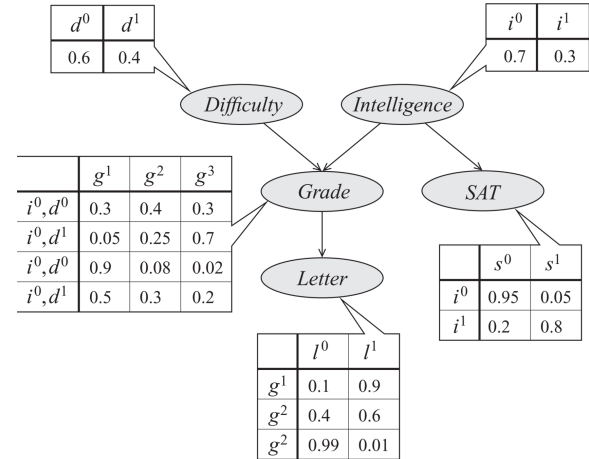 d⁰ d¹
0.6 0.4
i⁰ i¹
0.7 0.3
Difficulty
Intelligence
g¹ g² g³
i⁰,d⁰ 0.3 0.4 0.3
i⁰,d¹ 0.05 0.25 0.7
i⁰,d⁰ 0.9 0.08 0.02
i⁰,d¹ 0.5 0.3 0.2
Grade
SAT
Letter
s⁰ s¹
i⁰ 0.95 0.05
i¹ 0.2 0.8
l⁰ l¹
g¹ 0.1 0.9
g² 0.4 0.6
g² 0.99 0.01